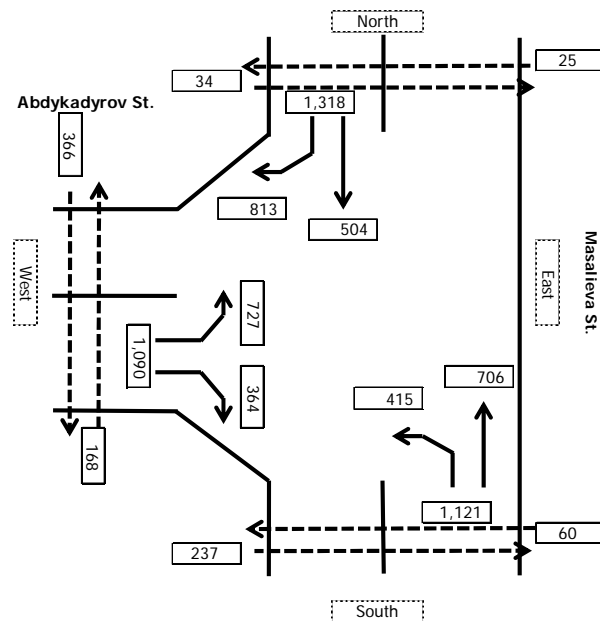 North
25
34
1,318
Abdykadyrov St.
366
813
504
West
727
1,090
364
East
Masalieva St.
706
415
168
1,121
237
60
South